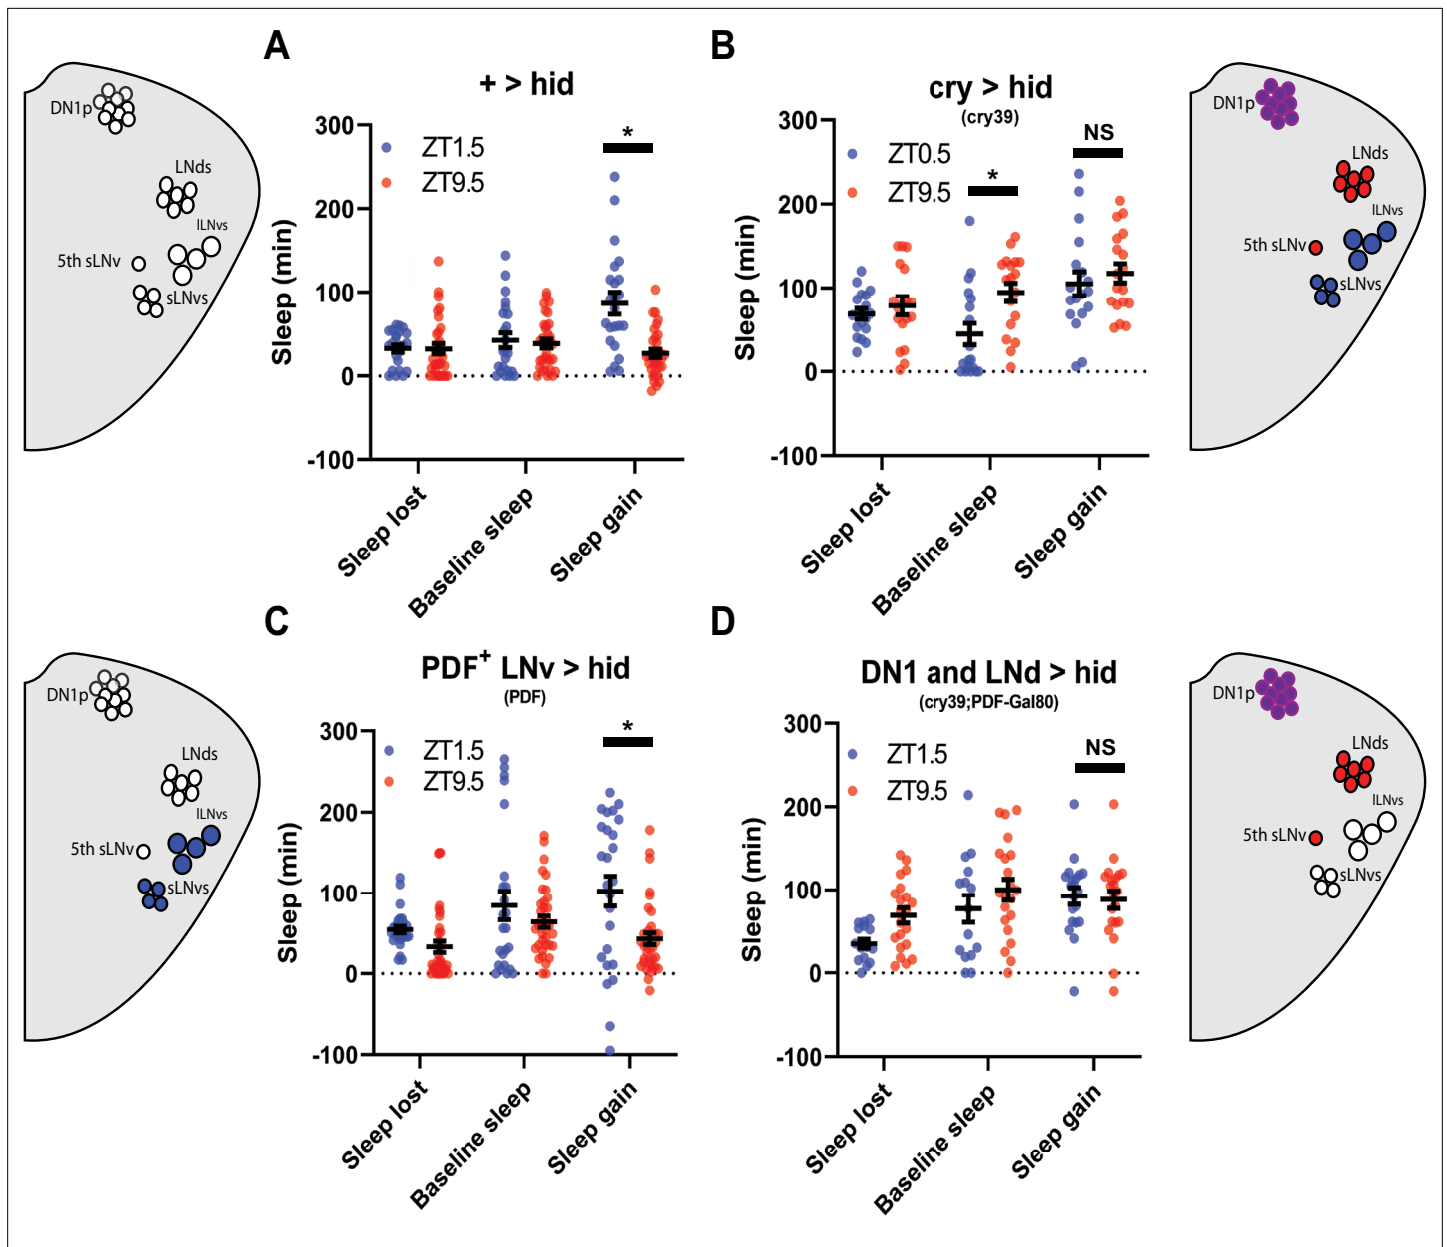 A
+ > hid
ZT1.5
ZT9.5
*
300
200
100
0
-100
Sleep (min)
Sleep lost
Baseline sleep
Sleep gain
DN1p
LNds
lLNvs
5th sLNv
sLNvs
B
cry > hid
(cry39)
ZT0.5
ZT9.5
*
NS
300
200
100
0
-100
Sleep (min)
Sleep lost
Baseline sleep
Sleep gain
DN1p
LNds
lLNvs
5th sLNv
sLNvs
C
PDF+ LNv > hid
(PDF)
ZT1.5
ZT9.5
*
300
200
100
0
-100
Sleep (min)
Sleep lost
Baseline sleep
Sleep gain
DN1p
LNds
lLNvs
5th sLNv
sLNvs
D
DN1 and LNd > hid
(cry39;PDF-Gal80)
ZT1.5
ZT9.5
NS
300
200
100
0
-100
Sleep (min)
Sleep lost
Baseline sleep
Sleep gain
DN1p
LNds
lLNvs
5th sLNv
sLNvs